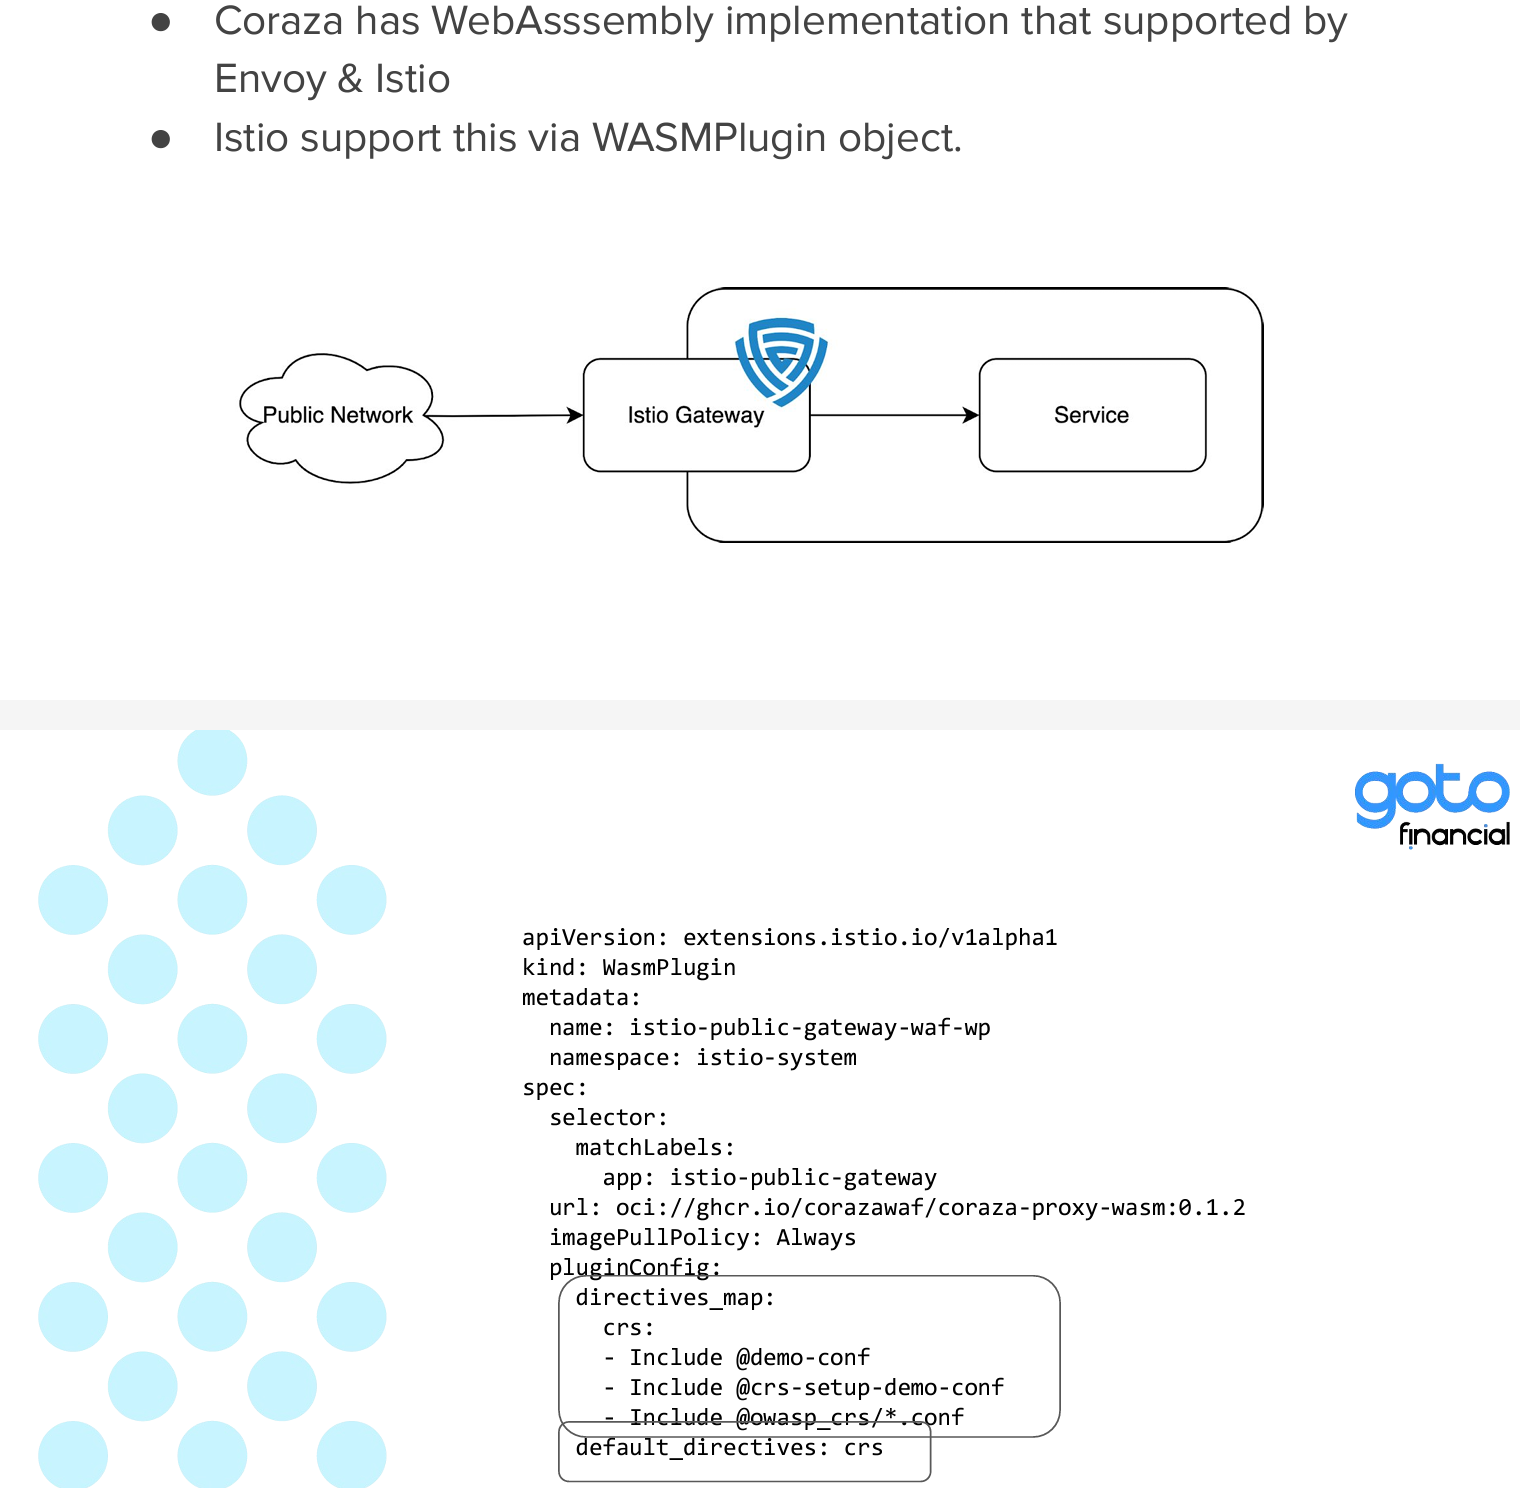 ● Coraza has WebAsssembly implementation that supported by
Envoy & Istio
● Istio support this via WASMPlugin object.
Public Network
Istio Gateway
Service
goto
financial
apiVersion: extensions.istio.io/v1alpha1
kind: WasmPlugin
metadata:
  name: istio-public-gateway-waf-wp
  namespace: istio-system
spec:
  selector:
    matchLabels:
      app: istio-public-gateway
  url: oci://ghcr.io/corazawaf/coraza-proxy-wasm:0.1.2
  imagePullPolicy: Always
  pluginConfig:
    directives_map:
      crs:
      - Include @demo-conf
      - Include @crs-setup-demo-conf
      - Include @owasp_crs/*.conf
    default_directives: crs